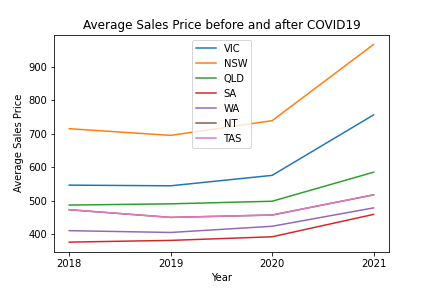 Average Sales Price before and after COVID19
VIC
NSW
QLD
SA
WA
NT
TAS
900
800
700
600
500
400
Average Sales Price
2018 2019 2020 2021
Year